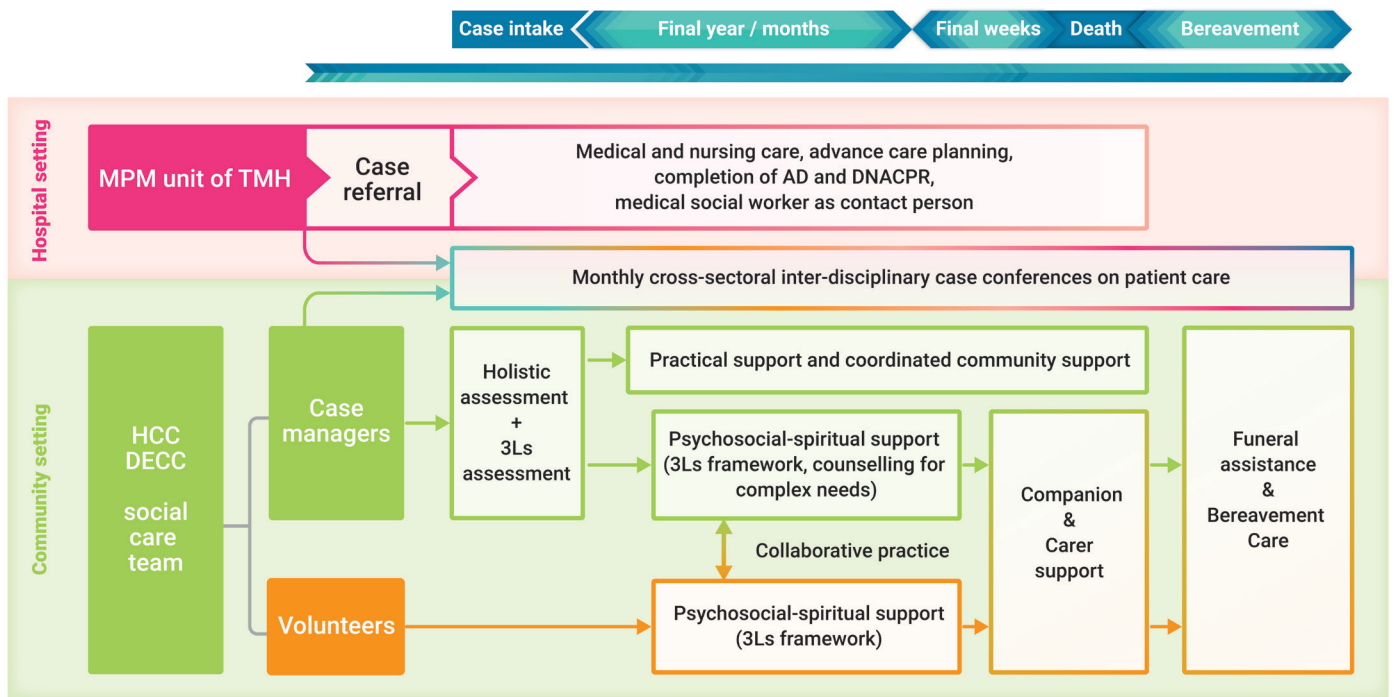 Case intake
Final year / months
Final weeks
Death
Bereavement
Hospital setting
MPM unit of TMH
Case
referral
Medical and nursing care, advance care planning,
completion of AD and DNACPR,
medical social worker as contact person
Monthly cross-sectoral inter-disciplinary case conferences on patient care
Community setting
HCC
DECC
social
care
team
Case
managers
Volunteers
Holistic
assessment
+
3Ls
assessment
Practical support and coordinated community support
Psychosocial-spiritual support
(3Ls framework, counselling for
complex needs)
Collaborative practice
Psychosocial-spiritual support
(3Ls framework)
Companion
&
Carer
support
Funeral
assistance
&
Bereavement
Care